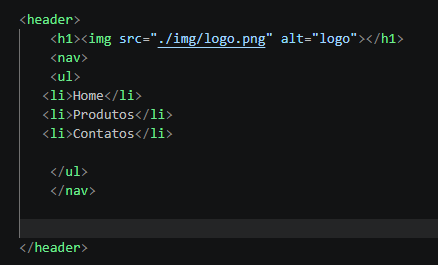 <header>
<h1><img src="./img/logo.png" alt="logo"></h1>
<nav>
<ul>
<li>Home</li>
<li>Produtos</li>
<li>Contatos</li>
</ul>
</nav>
</header>